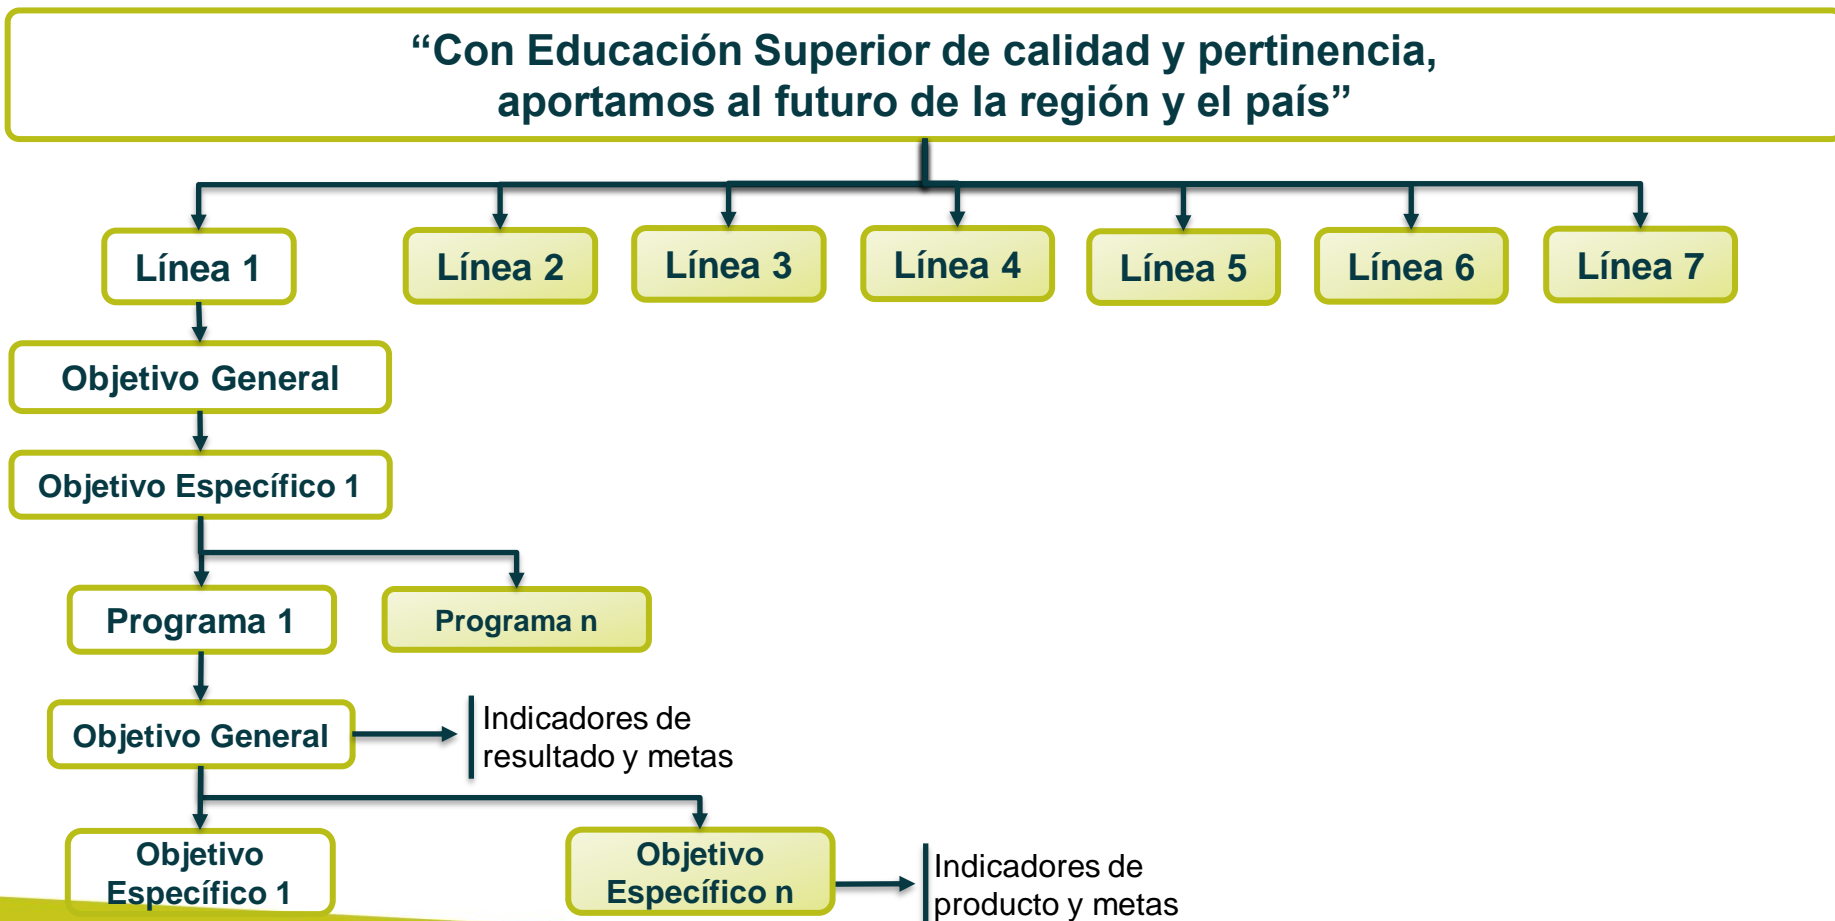 “Con Educación Superior de calidad y pertinencia,
aportamos al futuro de la región y el país”
Línea 1
Línea 2
Línea 3
Línea 4
Línea 5
Línea 6
Línea 7
Objetivo General
Objetivo Específico 1
Programa 1
Programa n
Objetivo General
Indicadores de
resultado y metas
Objetivo
Específico 1
Objetivo
Específico n
Indicadores de
producto y metas